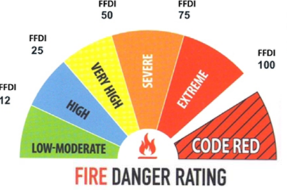 FFDI
50
FFDI
75
FFDI
25
FFDI
100
FFDI
12
VERY HIGH
SEVERE
EXTREME
HIGH
LOW-MODERATE
CODE RED
FIRE DANGER RATING